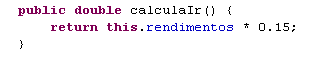 public double calculaIr() {
return this.rendimentos * 0.15;
}